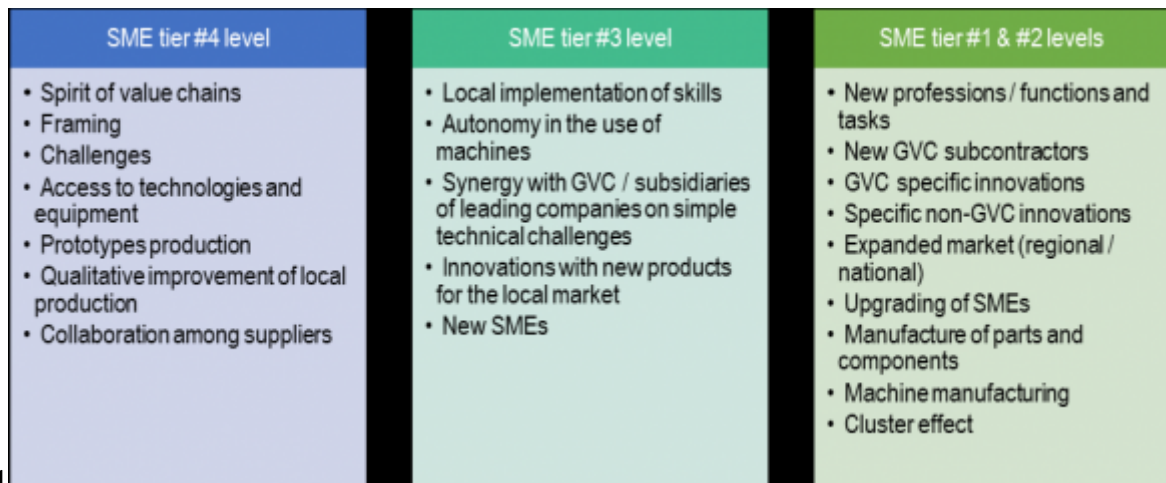 SME tier #4 level
• Spirit of value chains
• Framing
• Challenges
• Access to technologies and
equipment
• Prototypes production
• Qualitative improvement of local
production
• Collaboration among suppliers
SME tier #3 level
• Local implementation of skills
• Autonomy in the use of
machines
• Synergy with GVC / subsidiaries
of leading companies on simple
technical challenges
• Innovations with new products
for the local market
• New SMEs
SME tier #1 & #2 levels
• New professions / functions and
tasks
• New GVC subcontractors
• GVC specific innovations
• Specific non-GVC innovations
• Expanded market (regional /
national)
• Upgrading of SMEs
• Manufacture of parts and
components
• Machine manufacturing
• Cluster effect